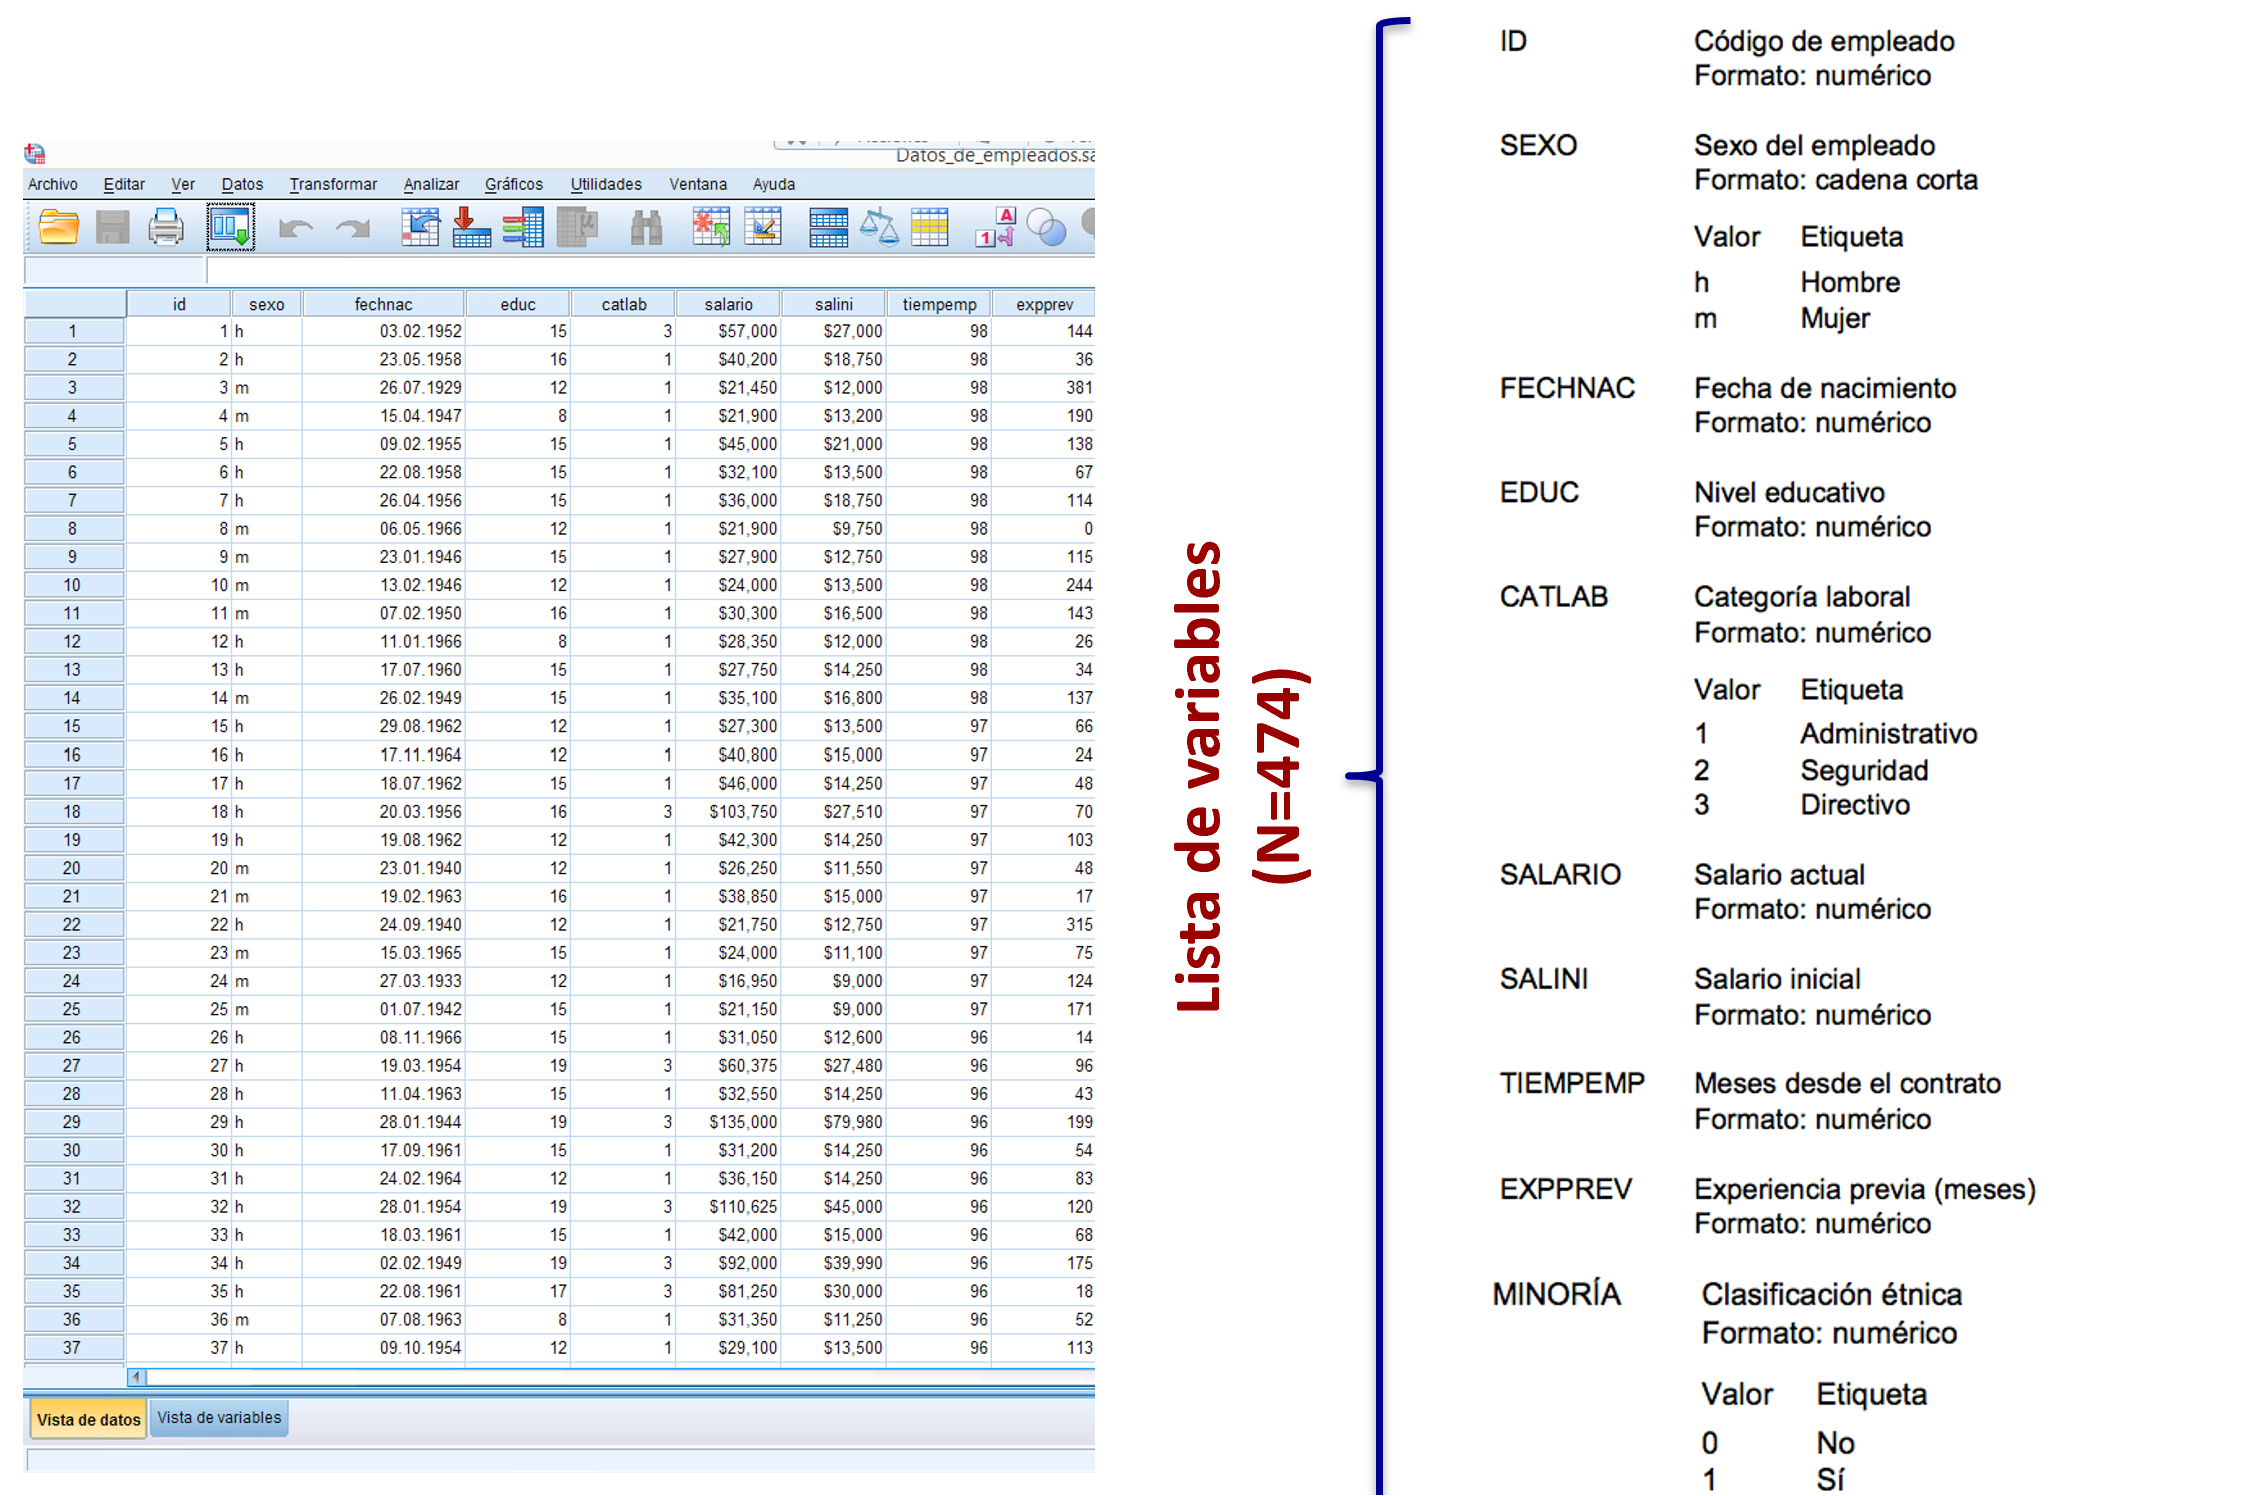 Datos_de_empleados.sa
Archivo Editar Ver Datos Transformar Analizar Gráficos Utilidades Ventana Ayuda
id sexo fechnac educ catlab salario salini tiempemp expprev
1 1 h 03.02.1952 15 3 $57,000 $27,000 98 144
2 2 h 23.05.1958 16 1 $40,200 $18,750 98 36
3 3 m 26.07.1929 12 1 $21,450 $12,000 98 381
4 4 m 15.04.1947 8 1 $21,900 $13,200 98 190
5 5 h 09.02.1955 15 1 $45,000 $21,000 98 138
6 6 h 22.08.1958 15 1 $32,100 $13,500 98 67
7 7 h 26.04.1956 15 1 $36,000 $18,750 98 114
8 8 m 06.05.1966 12 1 $21,900 $9,750 98 0
9 9 m 23.01.1946 15 1 $27,900 $12,750 98 115
10 10 m 13.02.1946 12 1 $24,000 $13,500 98 244
11 11 m 07.02.1950 16 1 $30,300 $16,500 98 143
12 12 h 11.01.1966 8 1 $28,350 $12,000 98 26
13 13 h 17.07.1960 15 1 $27,750 $14,250 98 34
14 14 m 26.02.1949 15 1 $35,100 $16,800 98 137
15 15 h 29.08.1962 12 1 $27,300 $13,500 97 66
16 16 h 17.11.1964 12 1 $40,800 $15,000 97 24
17 17 h 18.07.1962 15 1 $46,000 $14,250 97 48
18 18 h 20.03.1956 16 3 $103,750 $27,510 97 70
19 19 h 19.08.1962 12 1 $42,300 $14,250 97 103
20 20 m 23.01.1940 12 1 $26,250 $11,550 97 48
21 21 m 19.02.1963 16 1 $38,850 $15,000 97 17
22 22 h 24.09.1940 12 1 $21,750 $12,750 97 315
23 23 m 15.03.1965 15 1 $24,000 $11,100 97 75
24 24 m 27.03.1933 12 1 $16,950 $9,000 97 124
25 25 m 01.07.1942 15 1 $21,150 $9,000 97 171
26 26 h 08.11.1966 15 1 $31,050 $12,600 96 14
27 27 h 19.03.1954 19 3 $60,375 $27,480 96 96
28 28 h 11.04.1963 15 1 $32,550 $14,250 96 43
29 29 h 28.01.1944 19 3 $135,000 $79,980 96 199
30 30 h 17.09.1961 15 1 $31,200 $14,250 96 54
31 31 h 24.02.1964 12 1 $36,150 $14,250 96 83
32 32 h 28.01.1954 19 3 $110,625 $45,000 96 120
33 33 h 18.03.1961 15 1 $42,000 $15,000 96 68
34 34 h 02.02.1949 19 3 $92,000 $39,990 96 175
35 35 h 22.08.1961 17 3 $81,250 $30,000 96 18
36 36 m 07.08.1963 8 1 $31,350 $11,250 96 52
37 37 h 09.10.1954 12 1 $29,100 $13,500 96 113
Vista de datos Vista de variables
Lista de variables
(N=474)
ID Código de empleado
Formato: numérico
SEXO Sexo del empleado
Formato: cadena corta
Valor Etiqueta
h Hombre
m Mujer
FECHNAC Fecha de nacimiento
Formato: numérico
EDUC Nivel educativo
Formato: numérico
CATLAB Categoría laboral
Formato: numérico
Valor Etiqueta
1 Administrativo
2 Seguridad
3 Directivo
SALARIO Salario actual
Formato: numérico
SALINI Salario inicial
Formato: numérico
TIEMPEMP Meses desde el contrato
Formato: numérico
EXPPREV Experiencia previa (meses)
Formato: numérico
MINORÍA Clasificación étnica
Formato: numérico
Valor Etiqueta
0 No
1 Sí